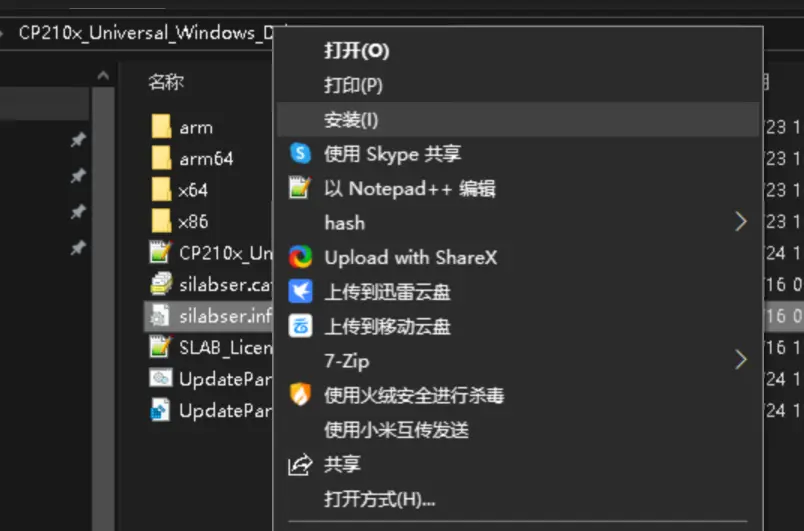 CP210x_Universal_Windows_D
名称
arm
arm64
x64
x86
CP210x_Un
silabser.ca
silabser.inf
SLAB_Licen
UpdatePar
UpdatePar
打开(O)
打印(P)
安装(I)
使用 Skype 共享
以 Notepad++ 编辑
hash
Upload with ShareX
上传到迅雷云盘
上传到移动云盘
7-Zip
使用火绒安全进行杀毒
使用小米互传发送
共享
打开方式(H)...
/23 1
/23 1
/23 1
/23 1
/24 1
/16 0
/16 0
/16 1
/24 1
/24 1